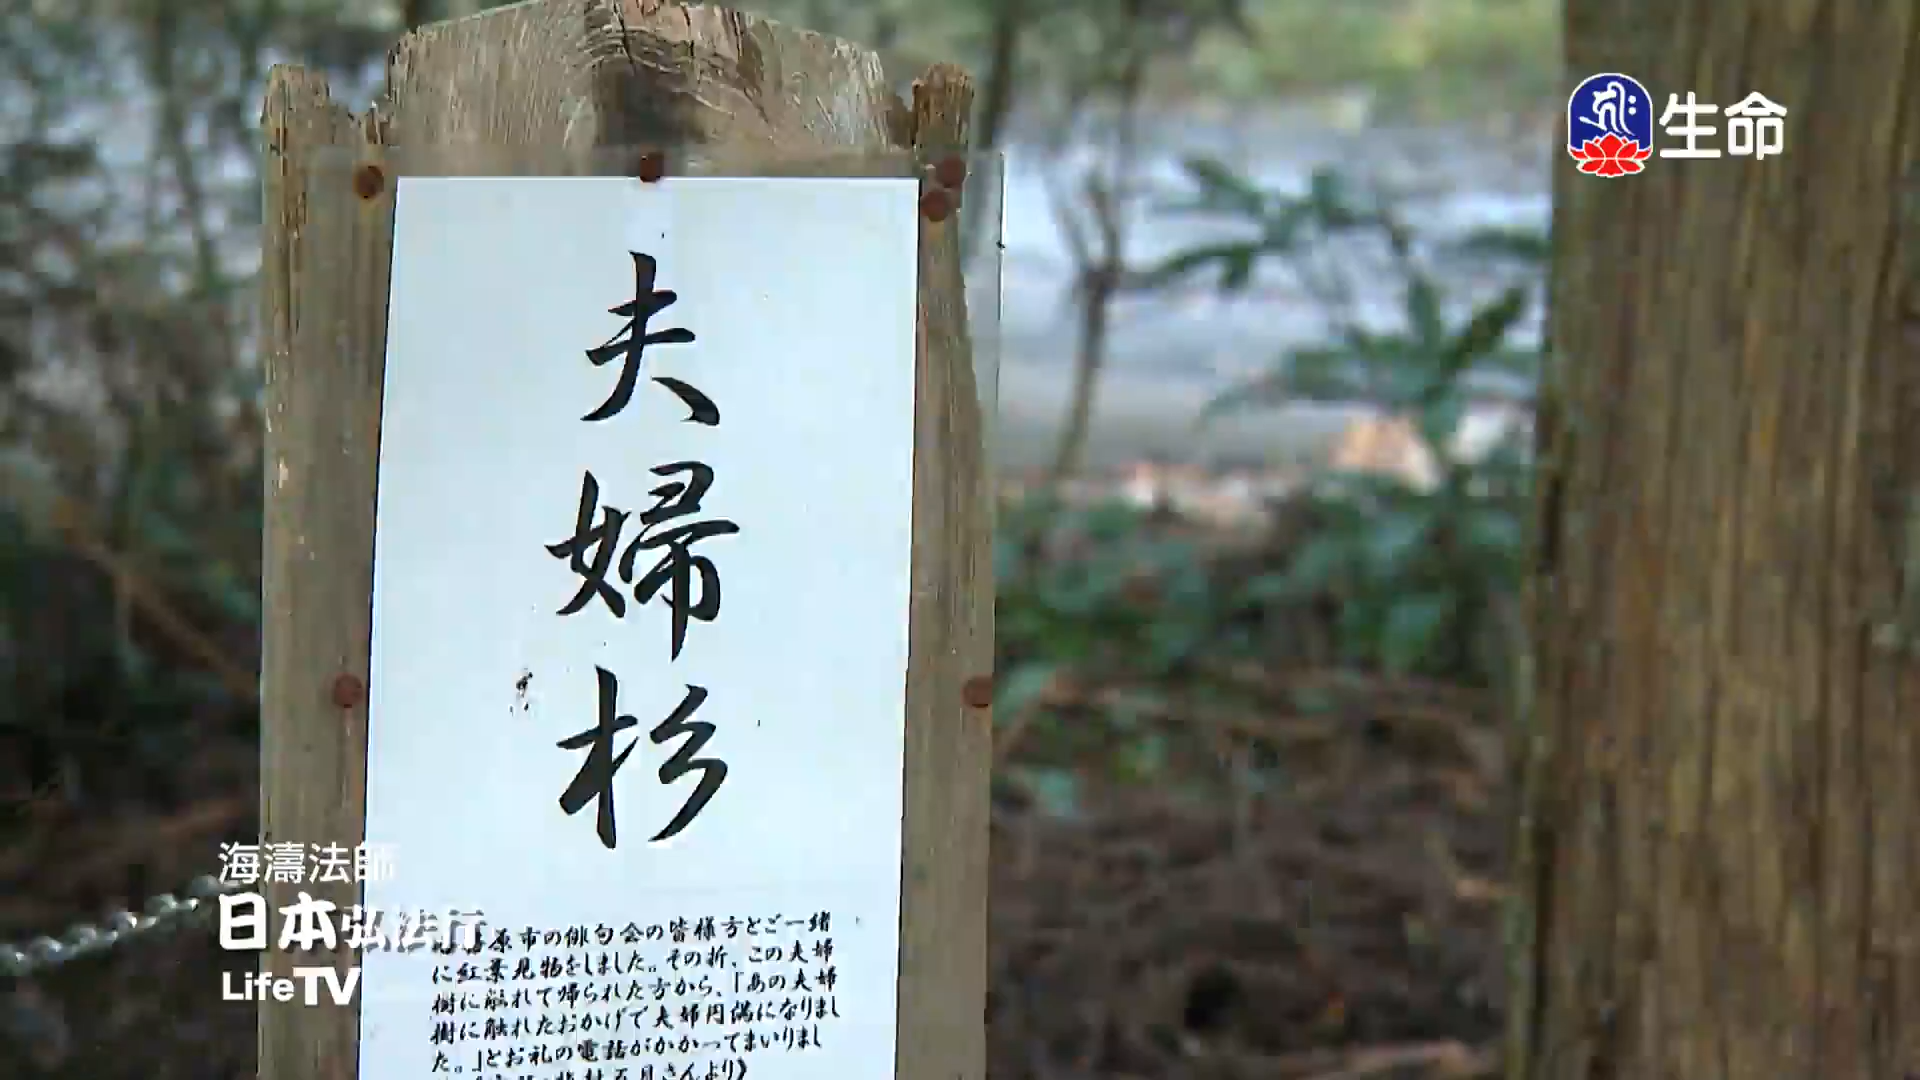 生命
夫婦杉
原市の俳句会の皆様方とご一緒
に紅葉見物をしました。その折、この夫婦
樹に触れて帰られた方から、「あの夫婦
樹に触れたおかげで夫婦円満になりまし
た。」とお礼の電話がかかってまいりまし
さんより》
海濤法師
日本弘法行
LifeTV